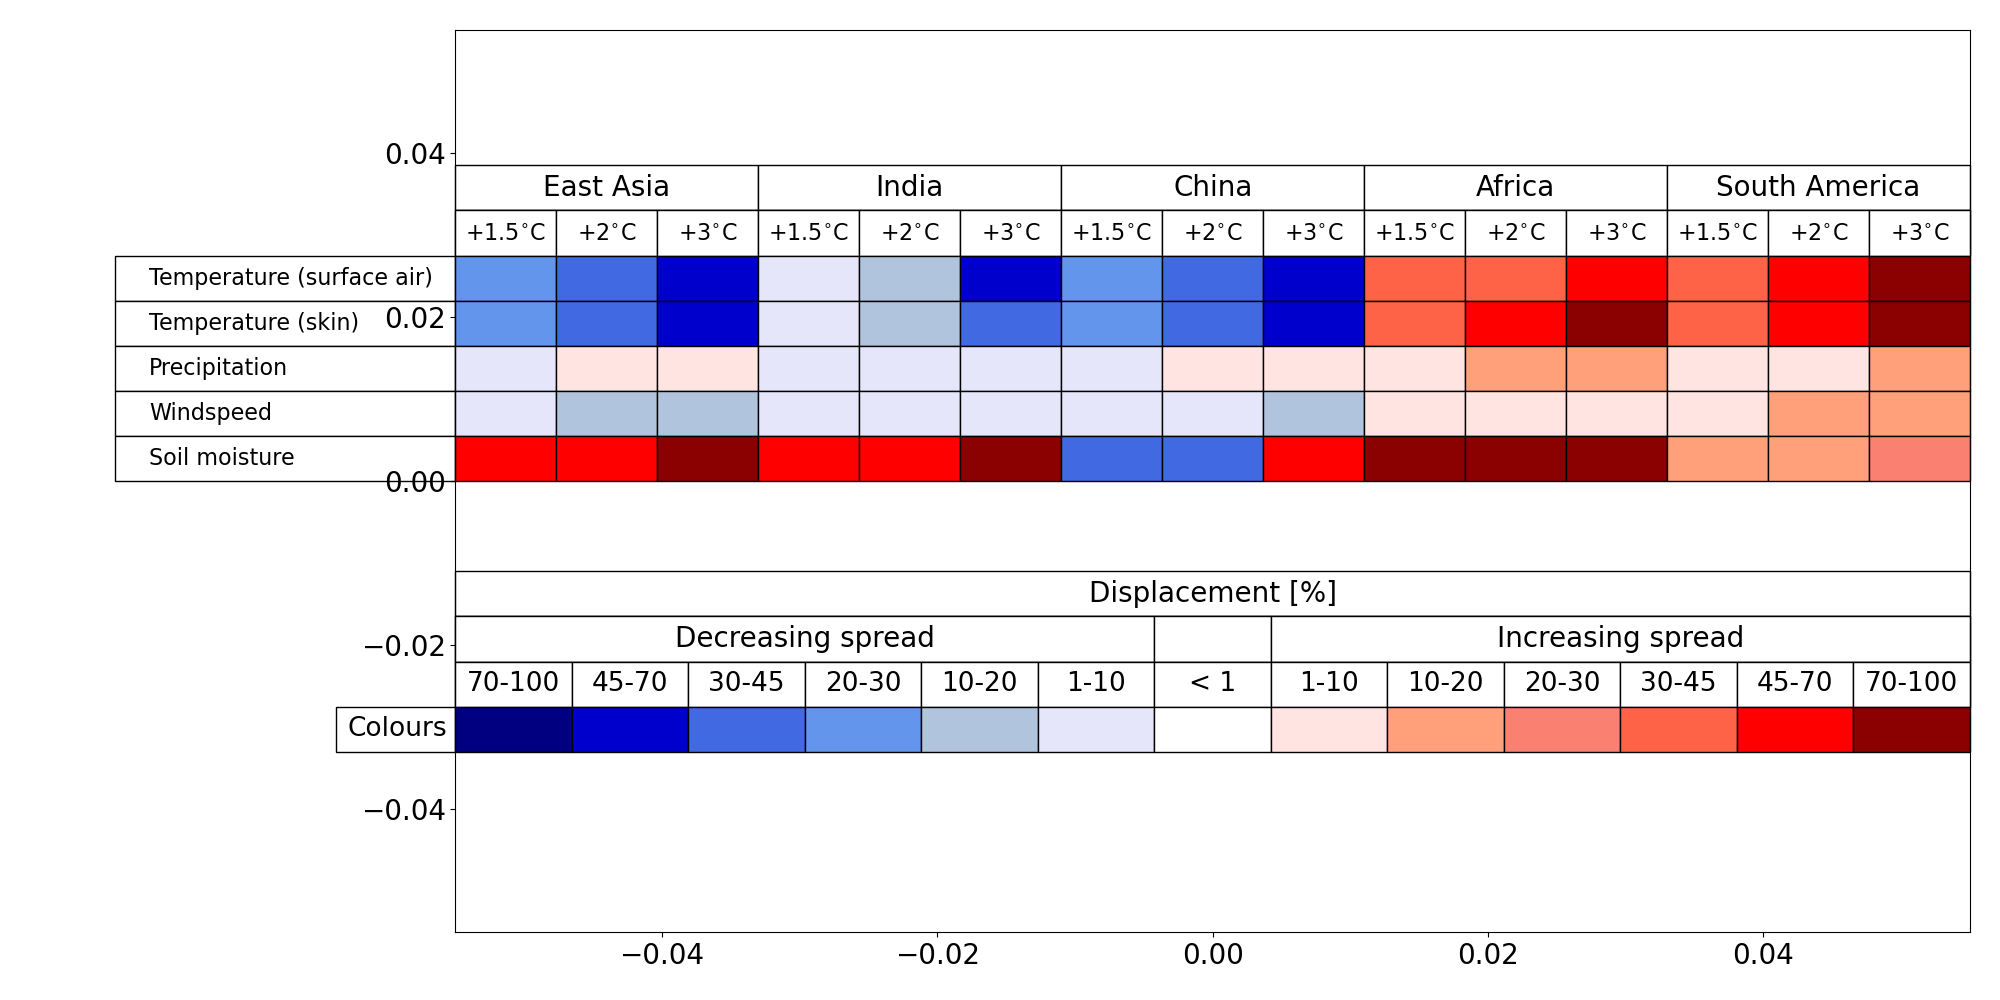 0.04
East Asia India China Africa South America
+1.5°C +2°C +3°C +1.5°C +2°C +3°C +1.5°C +2°C +3°C +1.5°C +2°C +3°C +1.5°C +2°C +3°C
Temperature (surface air)
Temperature (skin) 0.02
Precipitation
Windspeed
Soil moisture
0.00
Displacement [%]
−0.02 Decreasing spread Increasing spread
70-100 45-70 30-45 20-30 10-20 1-10 < 1 1-10 10-20 20-30 30-45 45-70 70-100
Colours
−0.04
−0.04 −0.02 0.00 0.02 0.04